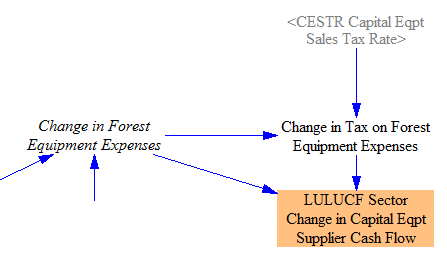 <CESTR Capital Eqpt
Sales Tax Rate>
Change in Forest
Equipment Expenses
Change in Tax on Forest
Equipment Expenses
LULUCF Sector
Change in Capital Eqpt
Supplier Cash Flow